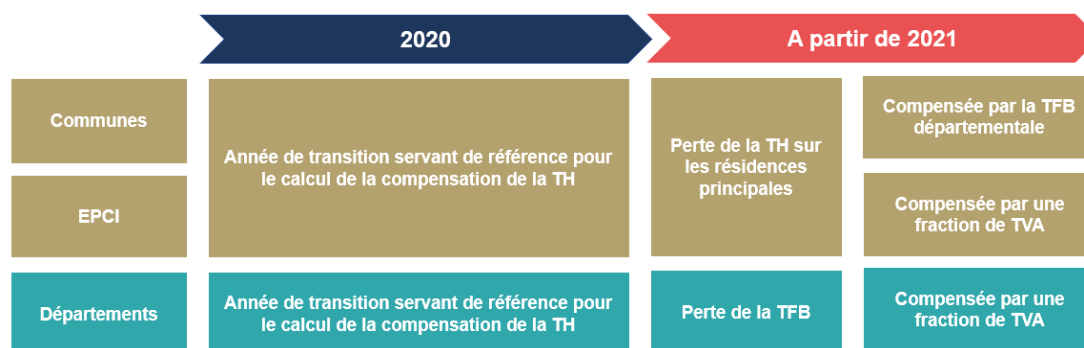 2020
A partir de 2021
Communes
Année de transition servant de référence pour
le calcul de la compensation de la TH
Perte de la TH sur
les résidences
principales
Compensée par la TFB
départementale
EPCI
Compensée par une
fraction de TVA
Départements
Année de transition servant de référence pour
le calcul de la compensation de la TH
Perte de la TFB
Compensée par une
fraction de TVA